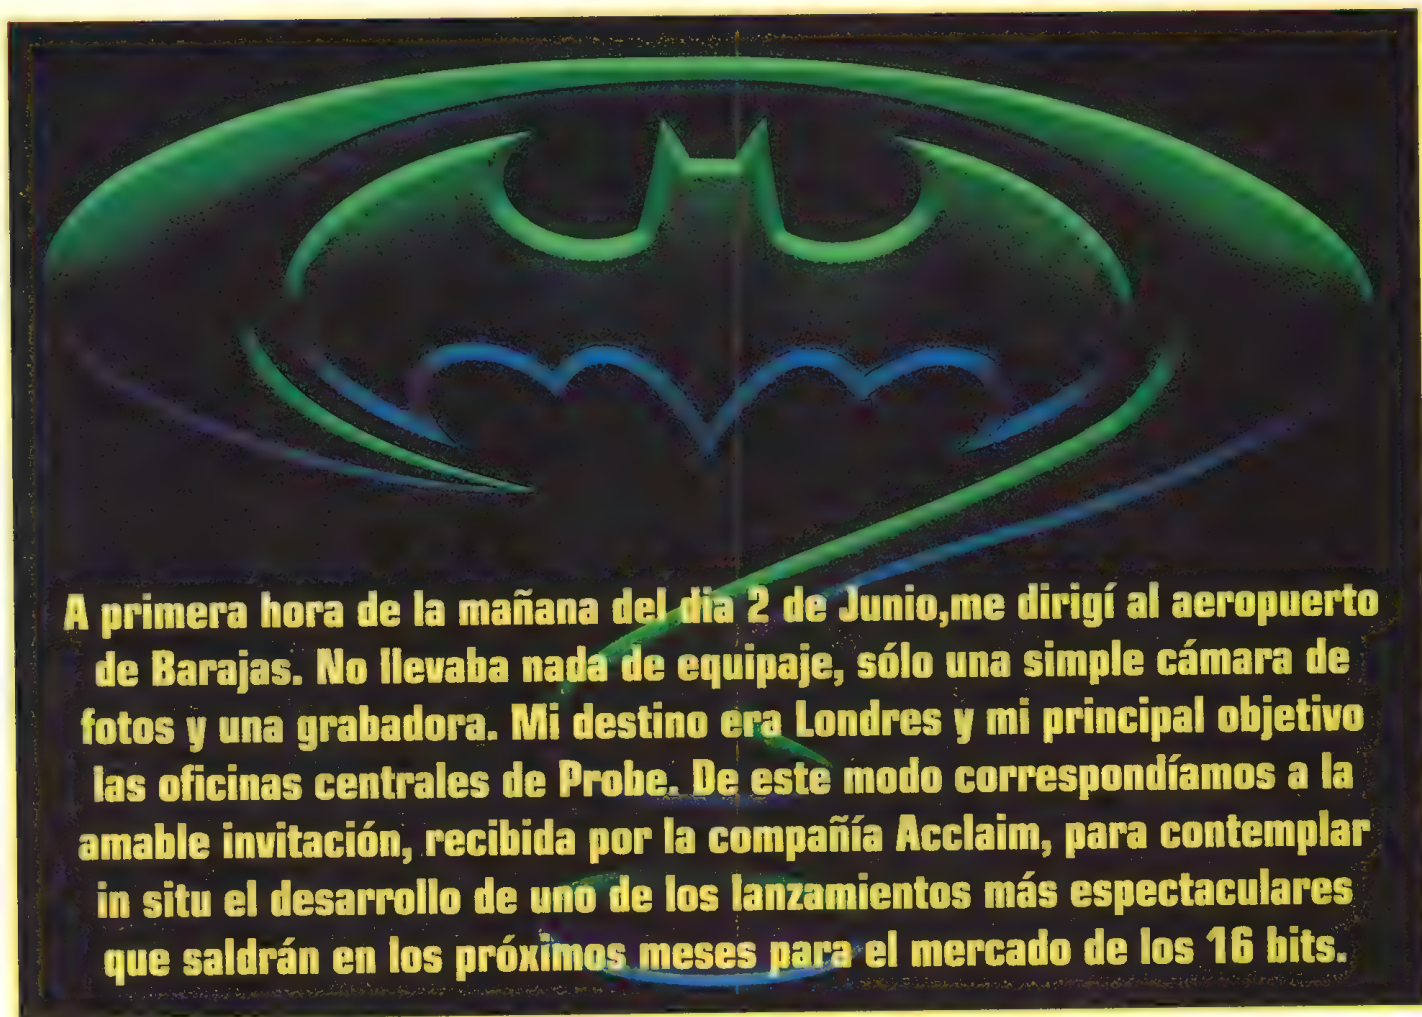 A primera hora de la mañana del dia 2 de Junio,me dirigí al aeropuerto
de Barajas. No llevaba nada de equipaje, sólo una simple cámara de
fotos y una grabadora. Mi destino era Londres y mi principal objetivo
las oficinas centrales de Probe. De este modo correspondíamos a la
amable invitación, recibida por la compañía Acclaim, para contemplar
in situ el desarrollo de uno de los lanzamientos más espectaculares
que saldrán en los próximos meses para el mercado de los 16 bits.